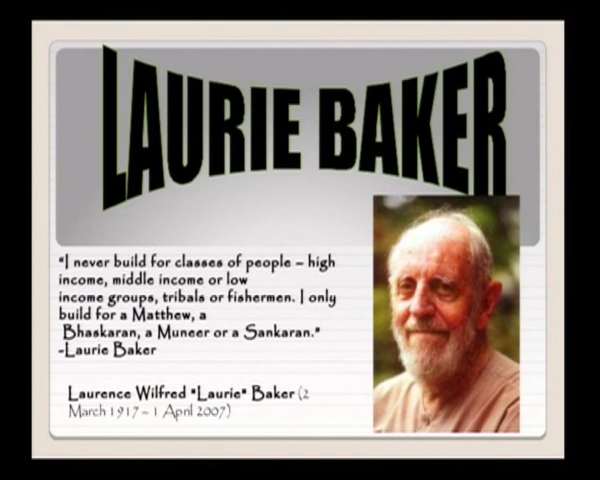 LAURIE BAKER
"I never build for classes of people – high
income, middle income or low
income groups, tribals or fishermen. I only
build for a Matthew, a
Bhaskaran, a Muneer or a Sankaran."
-Laurie Baker
Laurence Wilfred "Laurie" Baker (2
March 1917 – 1 April 2007)